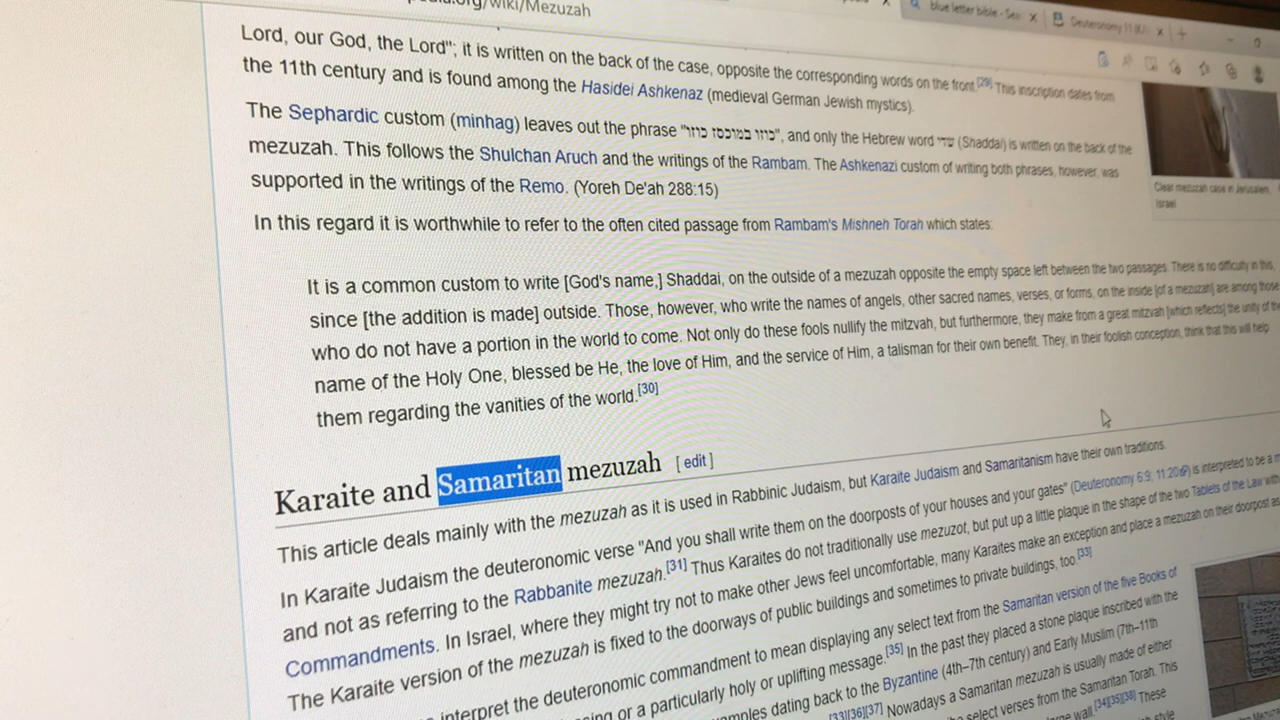 /wiki/Mezuzah
blue letter bible - Sea
Deuteronomy 11 (KJ
Lord, our God, the Lord"; it is written on the back of the case, opposite the corresponding words on the front.[29] This inscription dates from
the 11th century and is found among the Hasidei Ashkenaz (medieval German Jewish mystics).
The Sephardic custom (minhag) leaves out the phrase "כוזו במוכסז כוזו", and only the Hebrew word שדי (Shaddai) is written on the back of the
mezuzah. This follows the Shulchan Aruch and the writings of the Rambam. The Ashkenazi custom of writing both phrases, however, was
supported in the writings of the Remo. (Yoreh De'ah 288:15)
In this regard it is worthwhile to refer to the often cited passage from Rambam's Mishneh Torah which states:
It is a common custom to write [God's name,] Shaddai, on the outside of a mezuzah opposite the empty space left between the two passages. There is no difficulty in this,
since [the addition is made] outside. Those, however, who write the names of angels, other sacred names, verses, or forms, on the inside [of a mezuzah] are among those
who do not have a portion in the world to come. Not only do these fools nullify the mitzvah, but furthermore, they make from a great mitzvah [which reflects] the unity of the
name of the Holy One, blessed be He, the love of Him, and the service of Him, a talisman for their own benefit. They, in their foolish conception, think that this will help
them regarding the vanities of the world.[30]
Clear mezuzah case in Jerusalem,
Israel
Karaite and Samaritan mezuzah [ edit ]
This article deals mainly with the mezuzah as it is used in Rabbinic Judaism, but Karaite Judaism and Samaritanism have their own traditions.
In Karaite Judaism the deuteronomic verse "And you shall write them on the doorposts of your houses and your gates" (Deuteronomy 6:9, 11:20) is interpreted to be a
and not as referring to the Rabbanite mezuzah.[31] Thus Karaites do not traditionally use mezuzot, but put up a little plaque in the shape of the two Tablets of the Law with
Commandments. In Israel, where they might try not to make other Jews feel uncomfortable, many Karaites make an exception and place a mezuzah on their doorpost as
The Karaite version of the mezuzah is fixed to the doorways of public buildings and sometimes to private buildings, too.[33]
interpret the deuteronomic commandment to mean displaying any select text from the Samaritan version of the five Books of
or a particularly holy or uplifting message.[35] In the past they placed a stone plaque inscribed with the
dating back to the Byzantine (4th–7th century) and Early Muslim (7th–11th
[33][36][37] Nowadays a Samaritan mezuzah is usually made of either
select verses from the Samaritan Torah. This
wall.[34][35][38] These